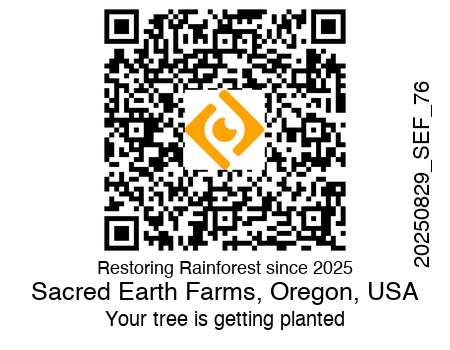 Restoring Rainforest since 2025
Sacred Earth Farms, Oregon, USA
Your tree is getting planted
20250829_SEF_76